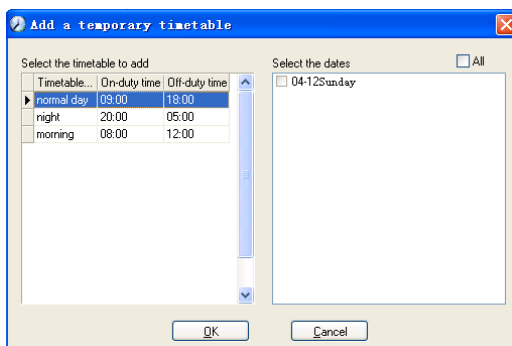 Add a temporary timetable
Select the timetable to add
Timetable... On-duty time Off-duty time
normal day 09:00 18:00
night 20:00 05:00
morning 08:00 12:00
Select the dates All
04-12Sunday
OK Cancel